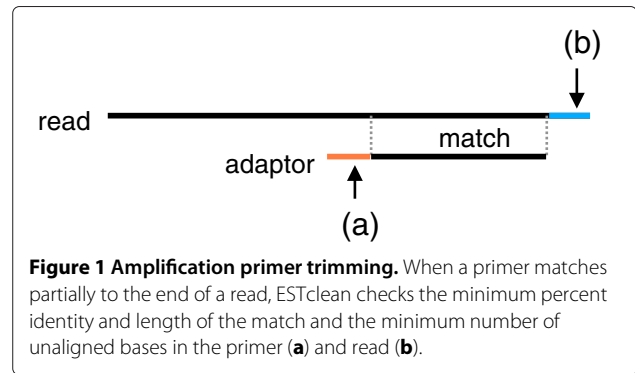 (b)
read
match
adaptor
(a)
Figure 1 Amplification primer trimming. When a primer matches
partially to the end of a read, ESTclean checks the minimum percent
identity and length of the match and the minimum number of
unaligned bases in the primer (a) and read (b).